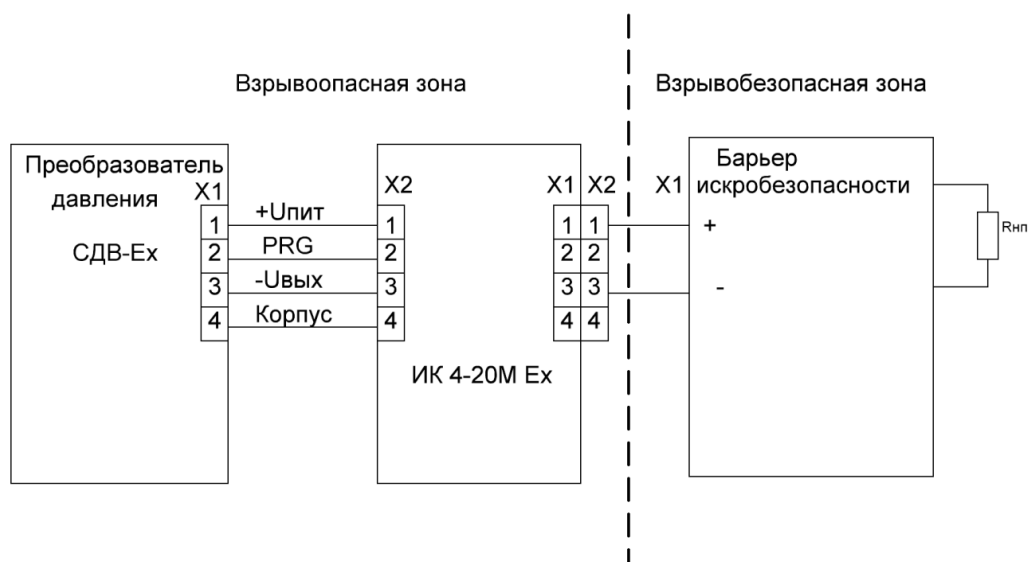 Взрывоопасная зона
Взрывобезопасная зона
Преобразователь
давления
СДВ-Ех
X1
1
2
3
4
+Uпит
PRG
-Uвых
Корпус
X2
1
2
3
4
ИК 4-20М Ех
X1 X2
1 1
2 2
3 3
4 4
X1
Барьер
искробезопасности
+
-
Rнп